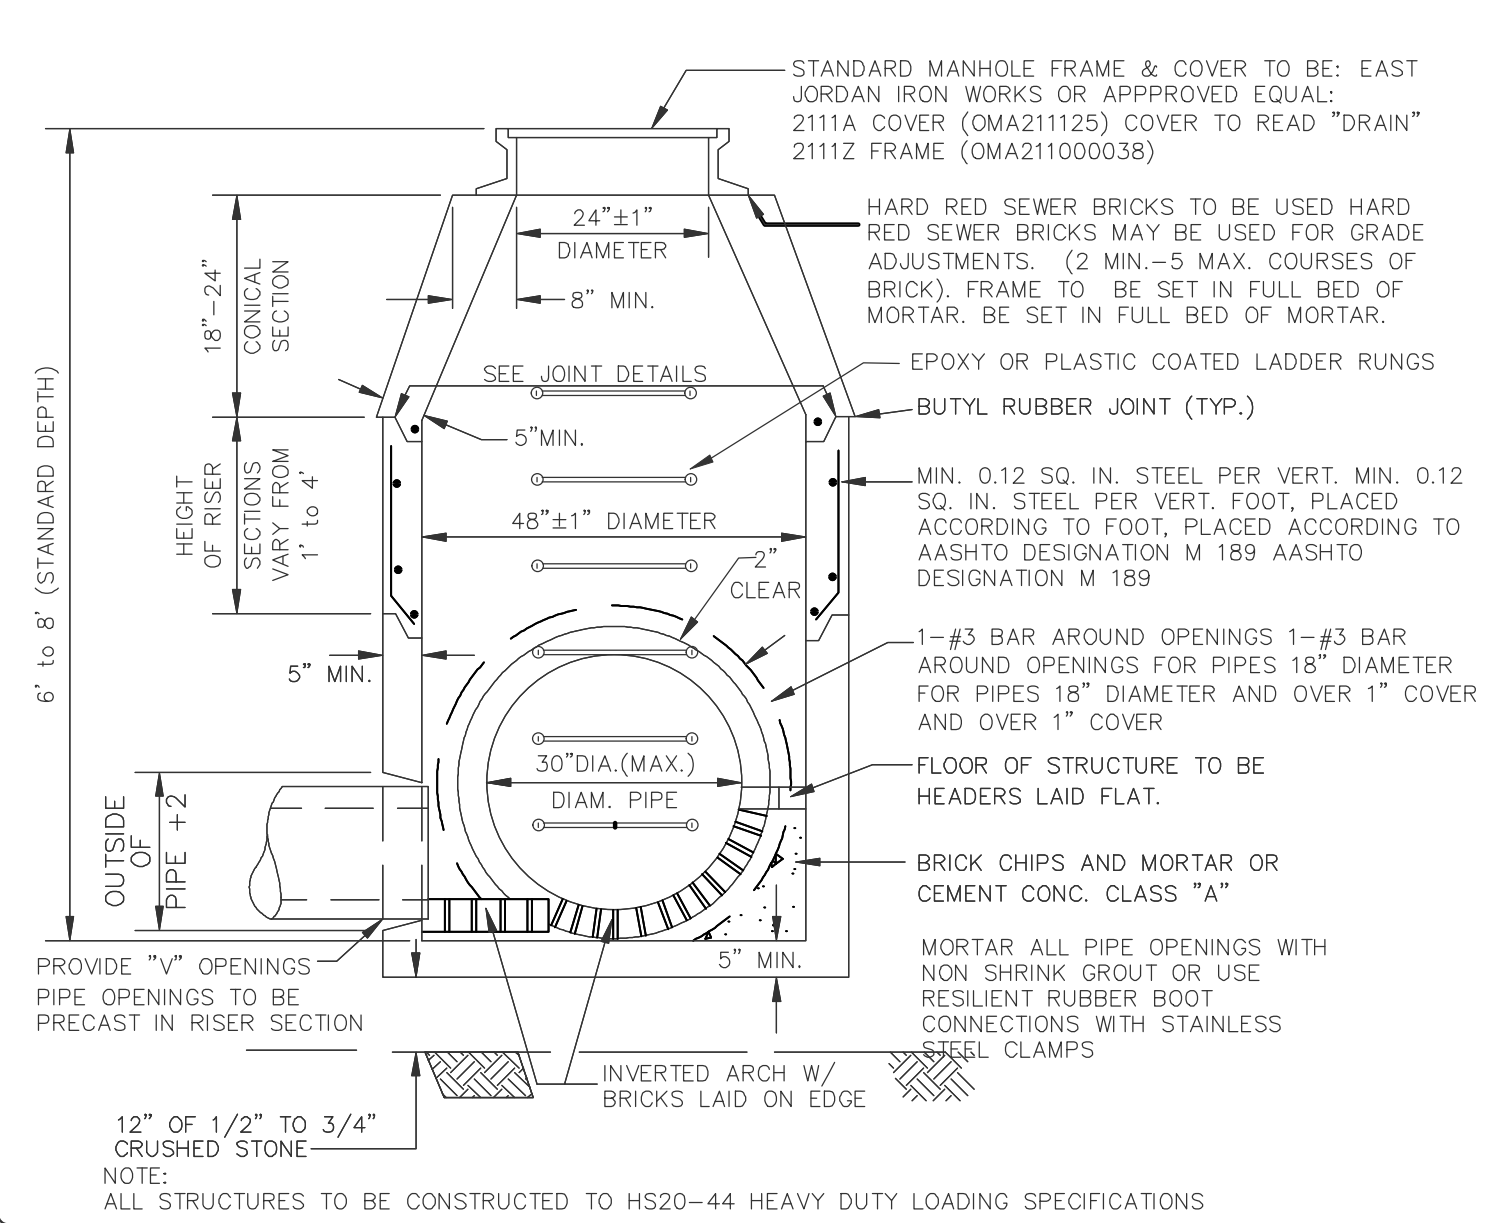 STANDARD MANHOLE FRAME & COVER TO BE: EAST
JORDAN IRON WORKS OR APPPROVED EQUAL:
2111A COVER (OMA211125) COVER TO READ "DRAIN"
2111Z FRAME (OMA211000038)
HARD RED SEWER BRICKS TO BE USED HARD
RED SEWER BRICKS MAY BE USED FOR GRADE
ADJUSTMENTS. (2 MIN.-5 MAX. COURSES OF
BRICK). FRAME TO BE SET IN FULL BED OF
MORTAR. BE SET IN FULL BED OF MORTAR.
24"±1"
DIAMETER
8" MIN.
18"-24"
CONICAL
SECTION
SEE JOINT DETAILS
EPOXY OR PLASTIC COATED LADDER RUNGS
BUTYL RUBBER JOINT (TYP.)
5"MIN.
6' to 8' (STANDARD DEPTH)
HEIGHT
OF RISER
SECTIONS
VARY FROM
1' to 4'
MIN. 0.12 SQ. IN. STEEL PER VERT. MIN. 0.12
SQ. IN. STEEL PER VERT. FOOT, PLACED
ACCORDING TO FOOT, PLACED ACCORDING TO
AASHTO DESIGNATION M 189 AASHTO
DESIGNATION M 189
48"±1" DIAMETER
2"
CLEAR
5" MIN.
1-#3 BAR AROUND OPENINGS 1-#3 BAR
AROUND OPENINGS FOR PIPES 18" DIAMETER
FOR PIPES 18" DIAMETER AND OVER 1" COVER
AND OVER 1" COVER
30"DIA.(MAX.)
DIAM. PIPE
FLOOR OF STRUCTURE TO BE
HEADERS LAID FLAT.
OUTSIDE
OF
PIPE +2
BRICK CHIPS AND MORTAR OR
CEMENT CONC. CLASS "A"
5" MIN.
MORTAR ALL PIPE OPENINGS WITH
NON SHRINK GROUT OR USE
RESILIENT RUBBER BOOT
CONNECTIONS WITH STAINLESS
STEEL CLAMPS
PROVIDE "V" OPENINGS
PIPE OPENINGS TO BE
PRECAST IN RISER SECTION
INVERTED ARCH W/
BRICKS LAID ON EDGE
12" OF 1/2" TO 3/4"
CRUSHED STONE
NOTE:
ALL STRUCTURES TO BE CONSTRUCTED TO HS20-44 HEAVY DUTY LOADING SPECIFICATIONS